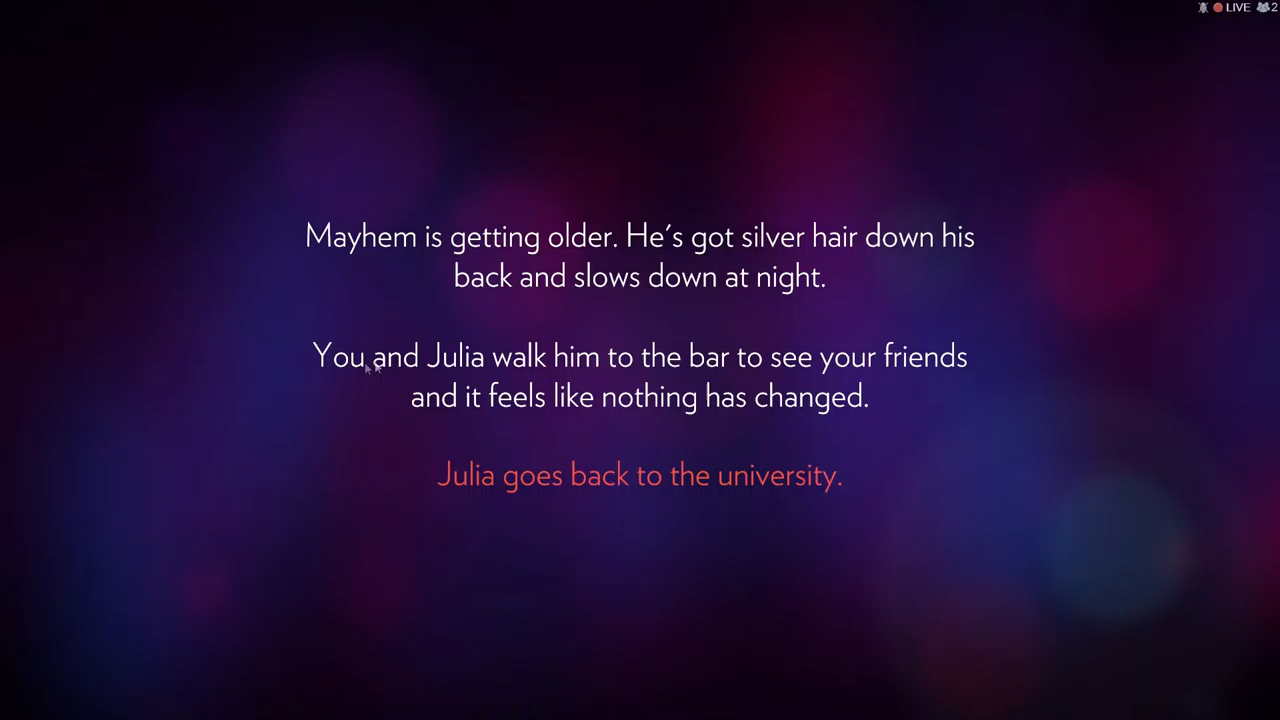 LIVE 2
Mayhem is getting older. He's got silver hair down his
back and slows down at night.
You and Julia walk him to the bar to see your friends
and it feels like nothing has changed.
Julia goes back to the university.